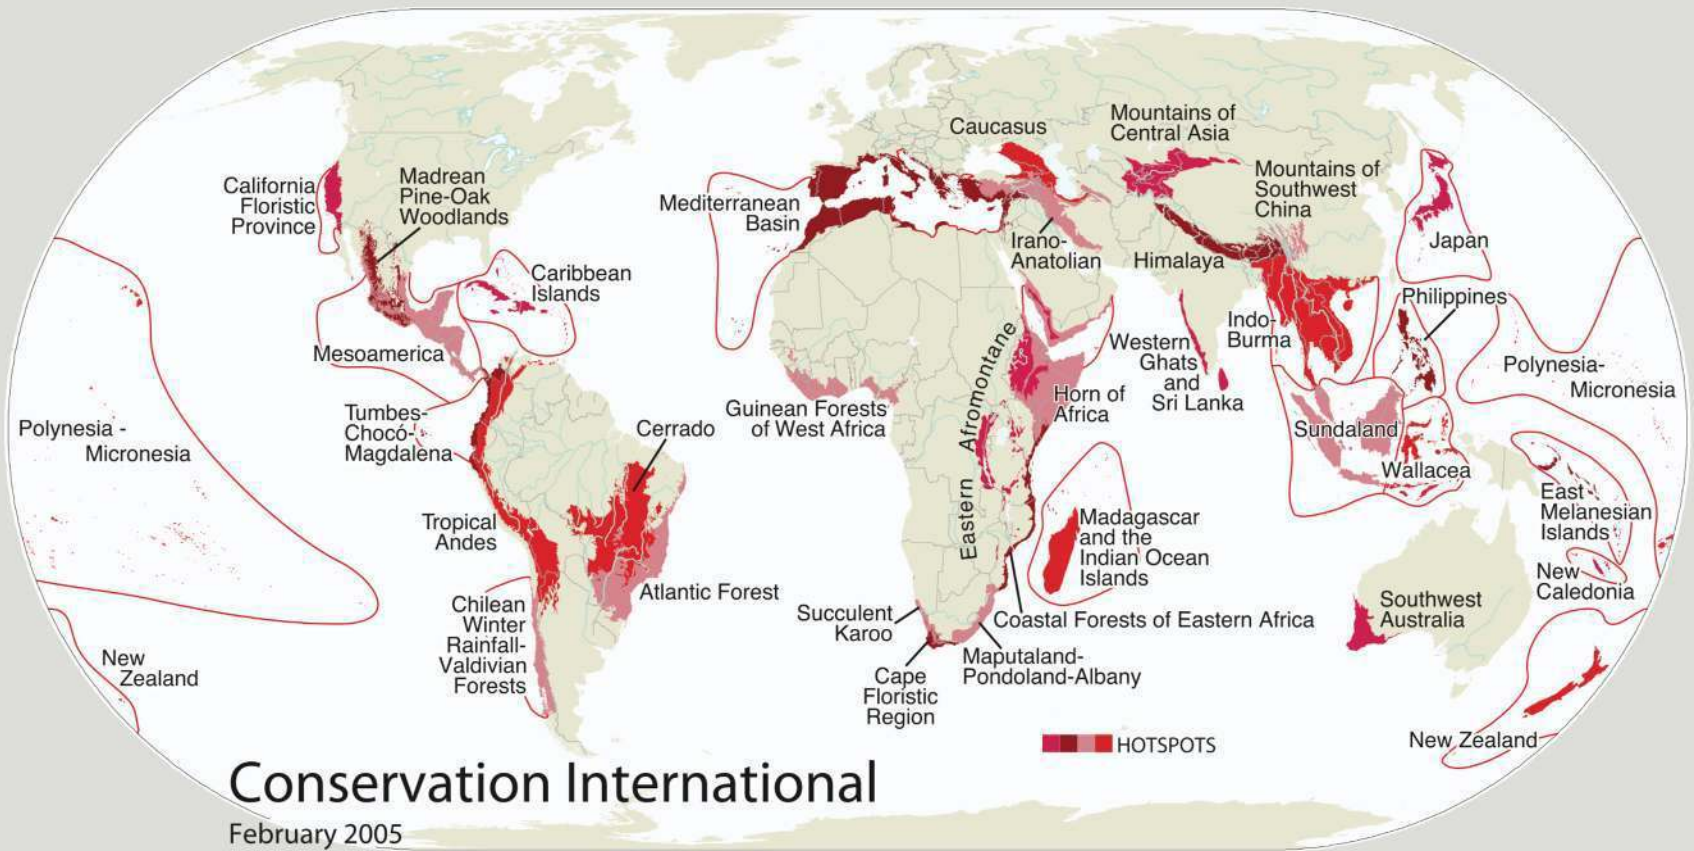 Caucasus
Mountains of
Central Asia
Mountains of
Southwest
China
California
Floristic
Province
Madrean
Pine-Oak
Woodlands
Mediterranean
Basin
Irano-
Anatolian
Himalaya
Japan
Caribbean
Islands
Mesoamerica
Philippines
Indo-
Burma
Western
Ghats
and
Sri Lanka
Polynesia-
Micronesia
Polynesia -
Micronesia
Tumbes-
Chocó-
Magdalena
Cerrado
Guinean Forests
of West Africa
Eastern Afromontane
Horn of
Africa
Sundaland
Wallacea
East
Melanesian
Islands
Tropical
Andes
Madagascar
and the
Indian Ocean
Islands
New
Caledonia
Atlantic Forest
Chilean
Winter
Rainfall-
Valdivian
Forests
Succulent
Karoo
Coastal Forests of Eastern Africa
Southwest
Australia
Maputaland-
Pondoland-Albany
Cape
Floristic
Region
New
Zealand
New Zealand
HOTSPOTS
Conservation International
February 2005